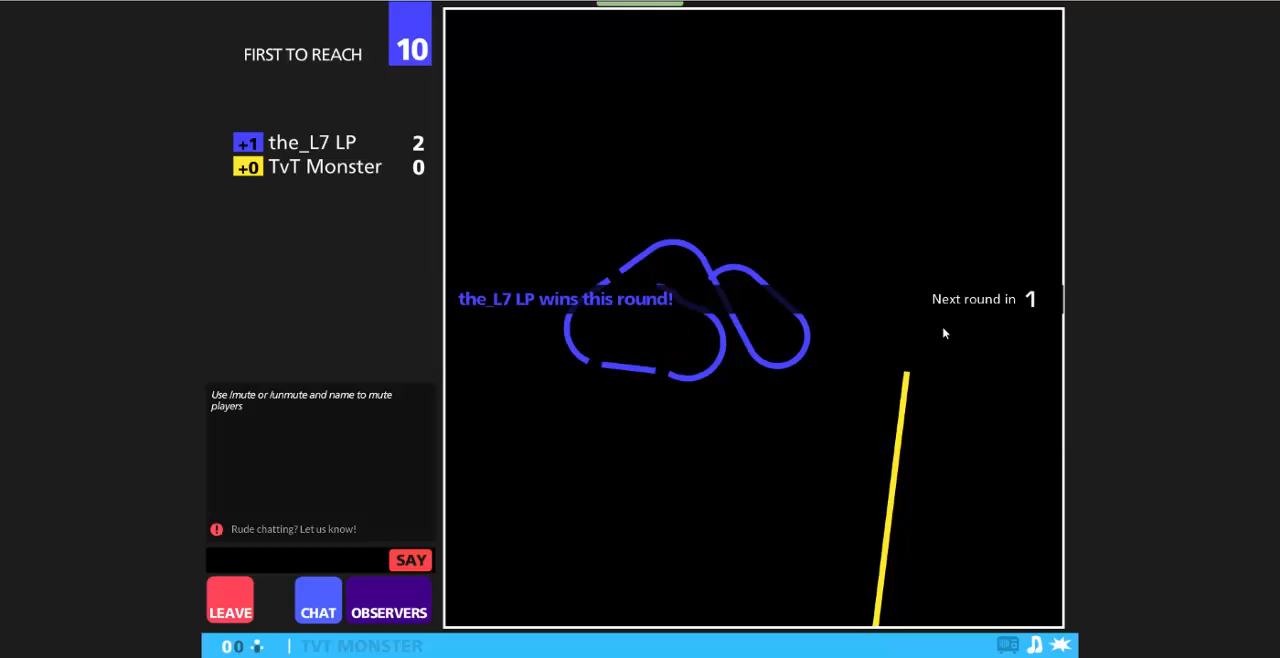 FIRST TO REACH 10
+1 the_L7 LP 2
+0 TvT Monster 0
the_L7 LP wins this round!
Next round in 1
Use /mute or /unmute and name to mute
players
Rude chatting? Let us know!
SAY
LEAVE
CHAT
OBSERVERS
00 | TVT MONSTER